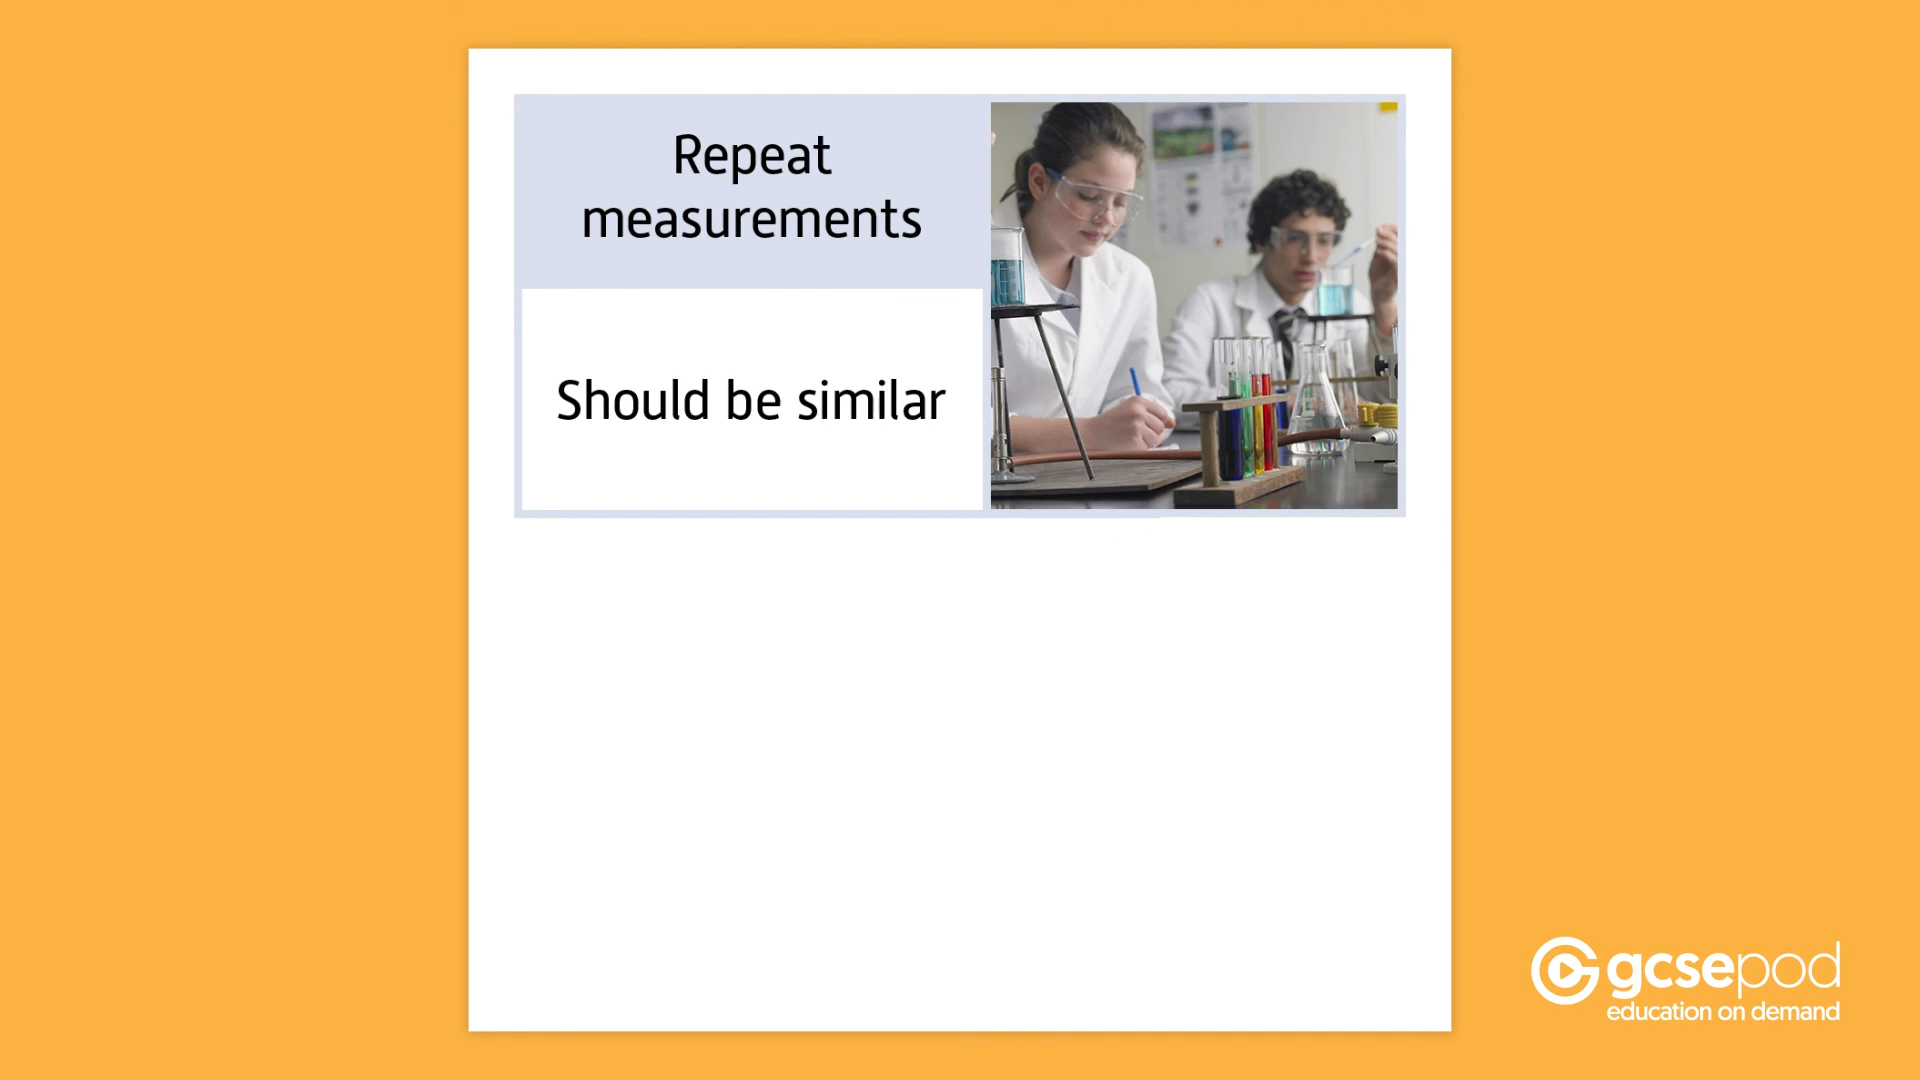 Repeat
measurements
Should be similar
gcsepod
education on demand